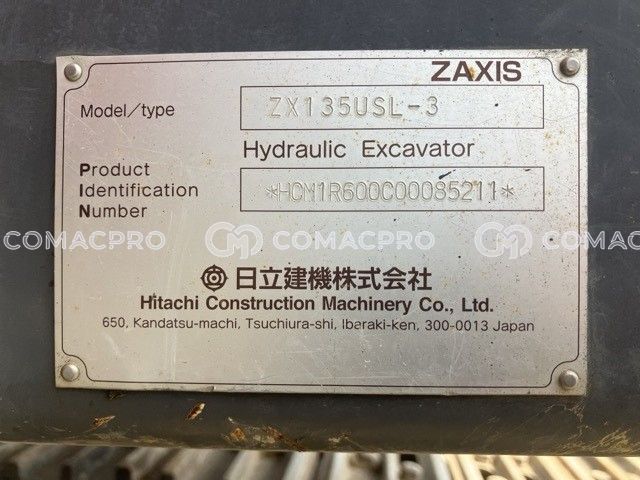 ZAXIS
Model/type ZX135USL-3
Hydraulic Excavator
Product
Identification
Number
*HCM1R600C00085211*
COMACPRO COMACPRO COMACPRO
日立建機株式会社
Hitachi Construction Machinery Co., Ltd.
650, Kandatsu-machi, Tsuchiura-shi, Ibaraki-ken, 300-0013 Japan